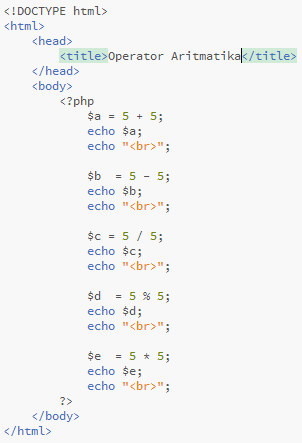 <!DOCTYPE html>
<html>
    <head>
        <title>Operator Aritmatika</title>
    </head>
    <body>
        <?php
            $a = 5 + 5;
            echo $a;
            echo "<br>";

            $b  = 5 - 5;
            echo $b;
            echo "<br>";

            $c = 5 / 5;
            echo $c;
            echo "<br>";

            $d  = 5 % 5;
            echo $d;
            echo "<br>";

            $e  = 5 * 5;
            echo $e;
            echo "<br>";
        ?>
    </body>
</html>